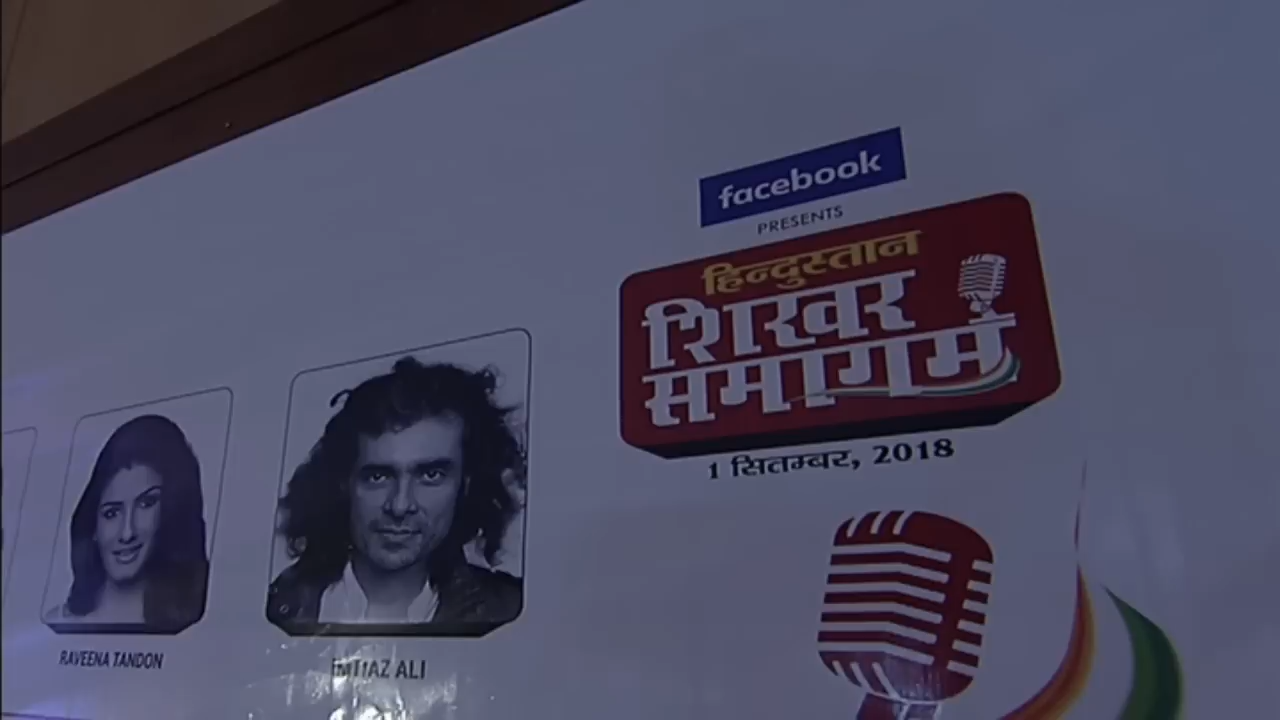 facebook
PRESENTS
हिन्दुस्तान
शिखर
समागम
1 सितम्बर, 2018
RAVEENA TANDON
IMTIAZ ALI